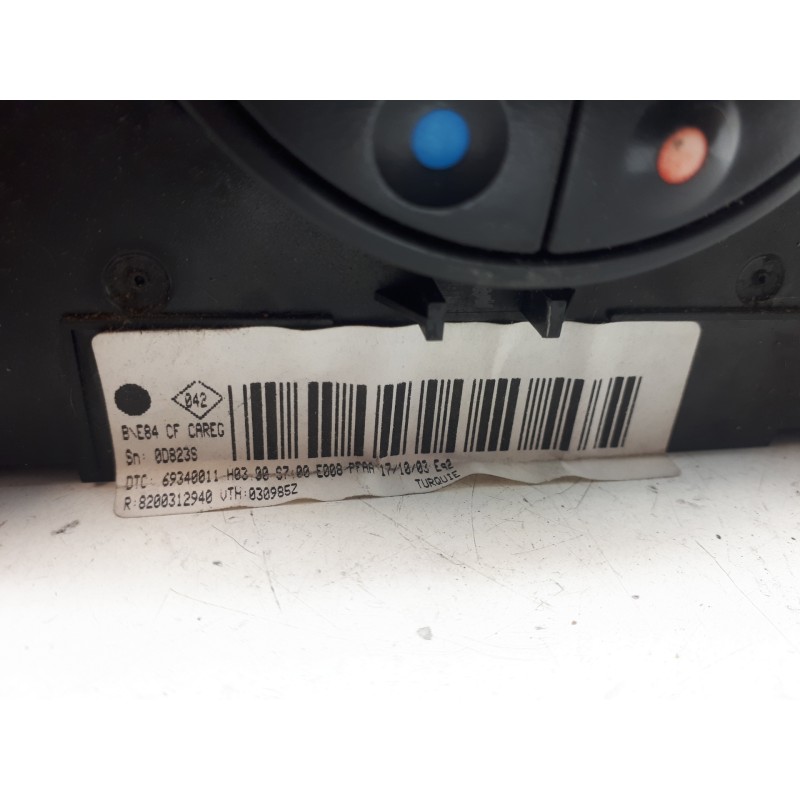 042
B\E84 CF CAREG
Sn: 0D823S
DTC: 69340011 H03 00 S7 00 E008 PFAA 17/10/03 Eq2
R:8200312940 VTH:030985Z TURQUIE